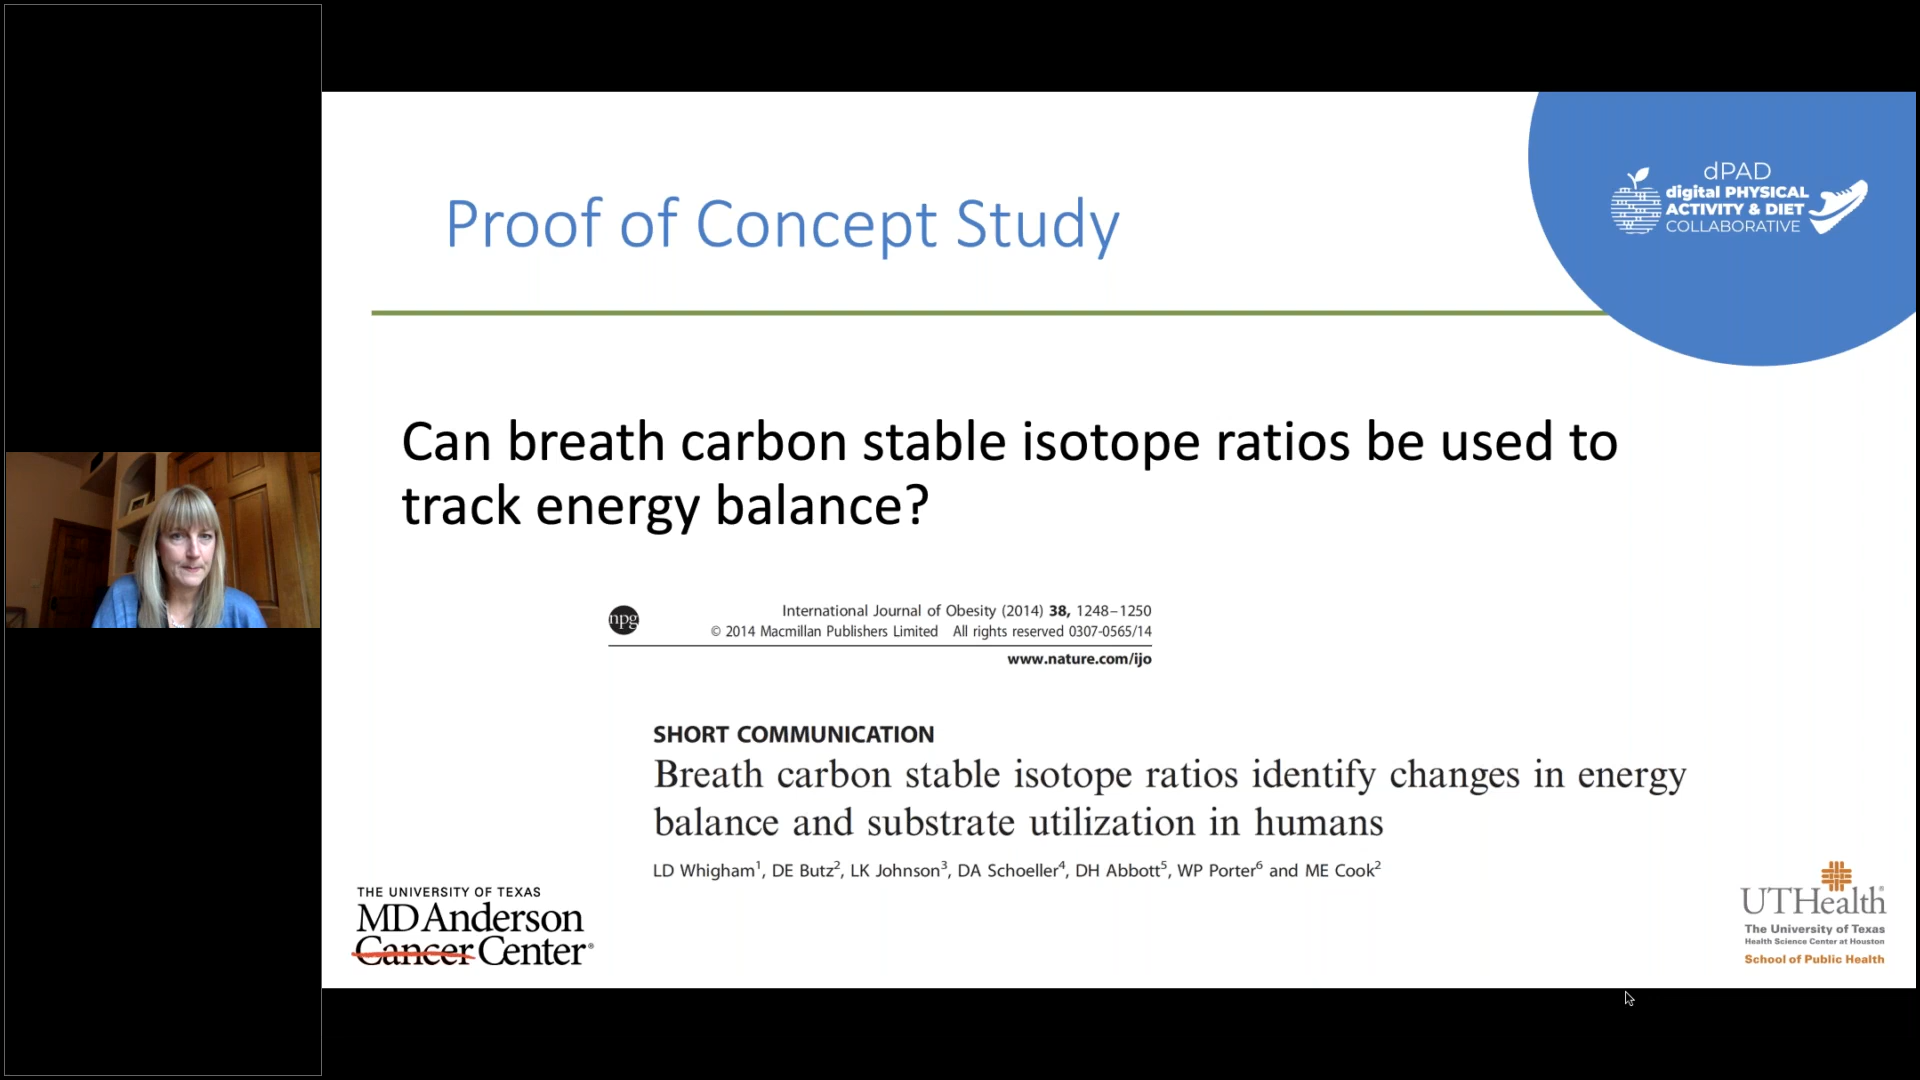 Proof of Concept Study
dPAD
digital PHYSICAL
ACTIVITY & DIET
COLLABORATIVE
Can breath carbon stable isotope ratios be used to
track energy balance?
npg
International Journal of Obesity (2014) 38, 1248–1250
© 2014 Macmillan Publishers Limited All rights reserved 0307-0565/14
www.nature.com/ijo
SHORT COMMUNICATION
Breath carbon stable isotope ratios identify changes in energy
balance and substrate utilization in humans
LD Whigham¹, DE Butz², LK Johnson³, DA Schoeller⁴, DH Abbott⁵, WP Porter⁶ and ME Cook²
THE UNIVERSITY OF TEXAS
MD Anderson
Cancer Center®
UTHealth®
The University of Texas
Health Science Center at Houston
School of Public Health